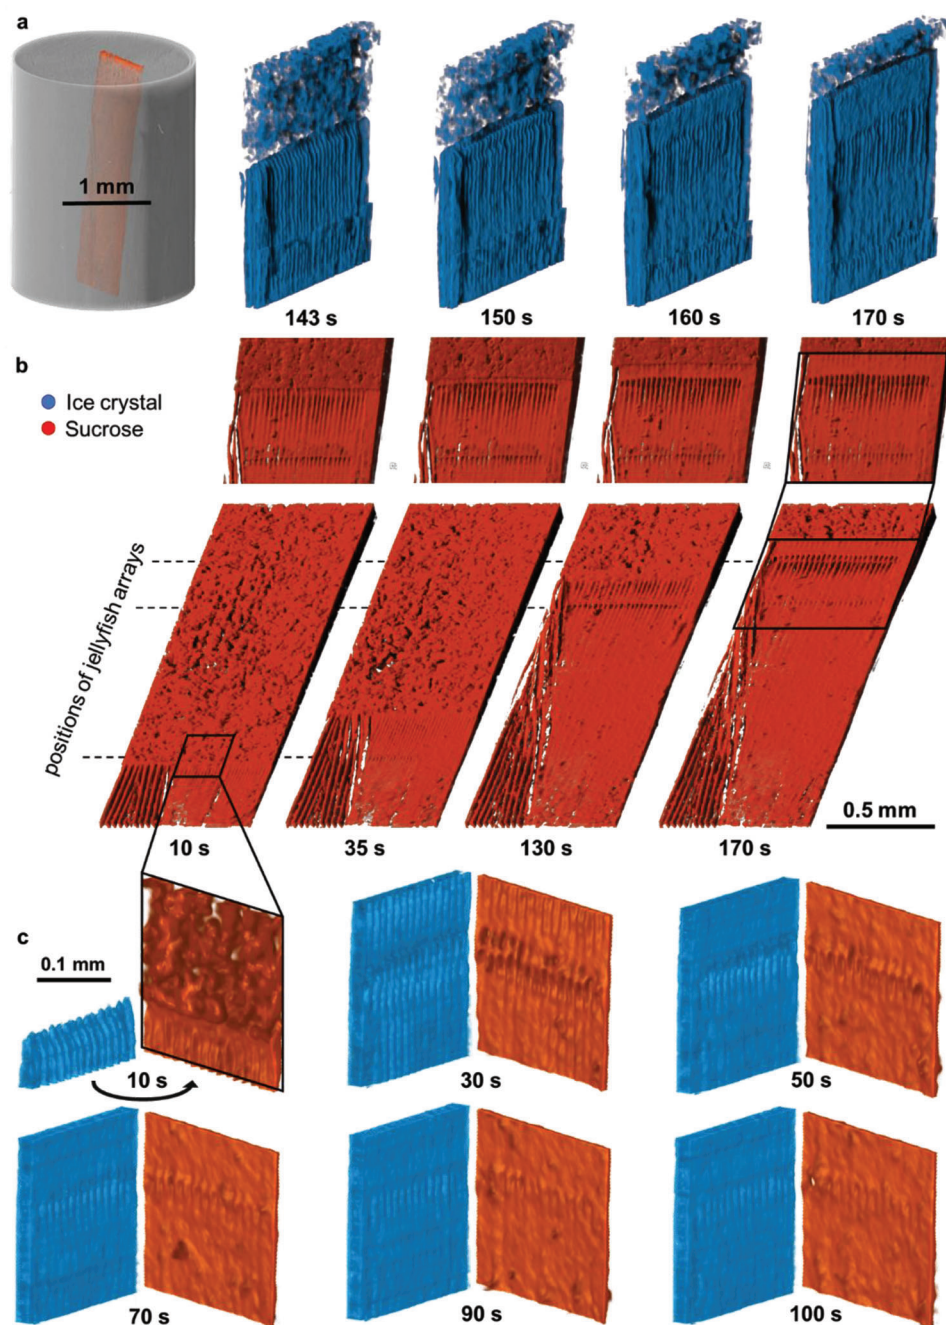 a
1 mm
143 s
150 s
160 s
170 s
b
Ice crystal
Sucrose
positions of jellyfish arrays
10 s
35 s
130 s
170 s
0.5 mm
c
0.1 mm
10 s
30 s
50 s
70 s
90 s
100 s